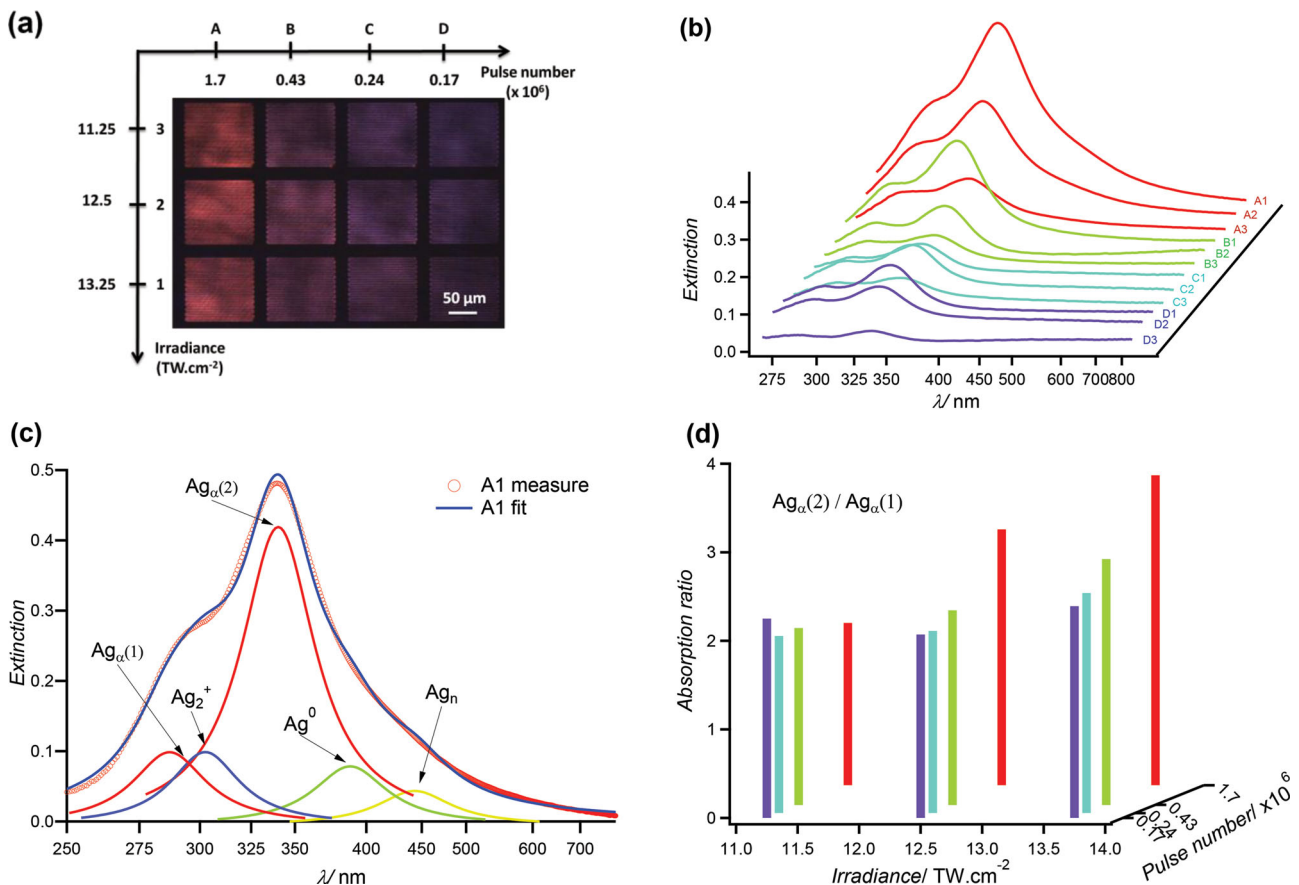 (a)
A B C D
1.7 0.43 0.24 0.17
Pulse number
(x 10⁶)
11.25 3
12.5 2
13.25 1
50 µm
Irradiance
(TW.cm⁻²)
(b)
Extinction
0.4
0.3
0.2
0.1
0.0
A1
A2
A3
B1
B2
B3
C1
C2
C3
D1
D2
D3
275 300 325 350 400 450 500 600 700 800
λ/ nm
(c)
Extinction
0.5
0.4
0.3
0.2
0.1
0.0
Agα(2)
A1 measure
A1 fit
Agα(1)
Ag₂⁺
Ag⁰
Agₙ
250 275 300 325 350 400 450 500 600 700
λ/ nm
(d)
Absorption ratio
4
3
2
1
0
Agα(2) / Agα(1)
11.0 11.5 12.0 12.5 13.0 13.5 14.0
Irradiance/ TW.cm⁻²
1.7
0.43
0.24
0.17
Pulse number/ x10⁶